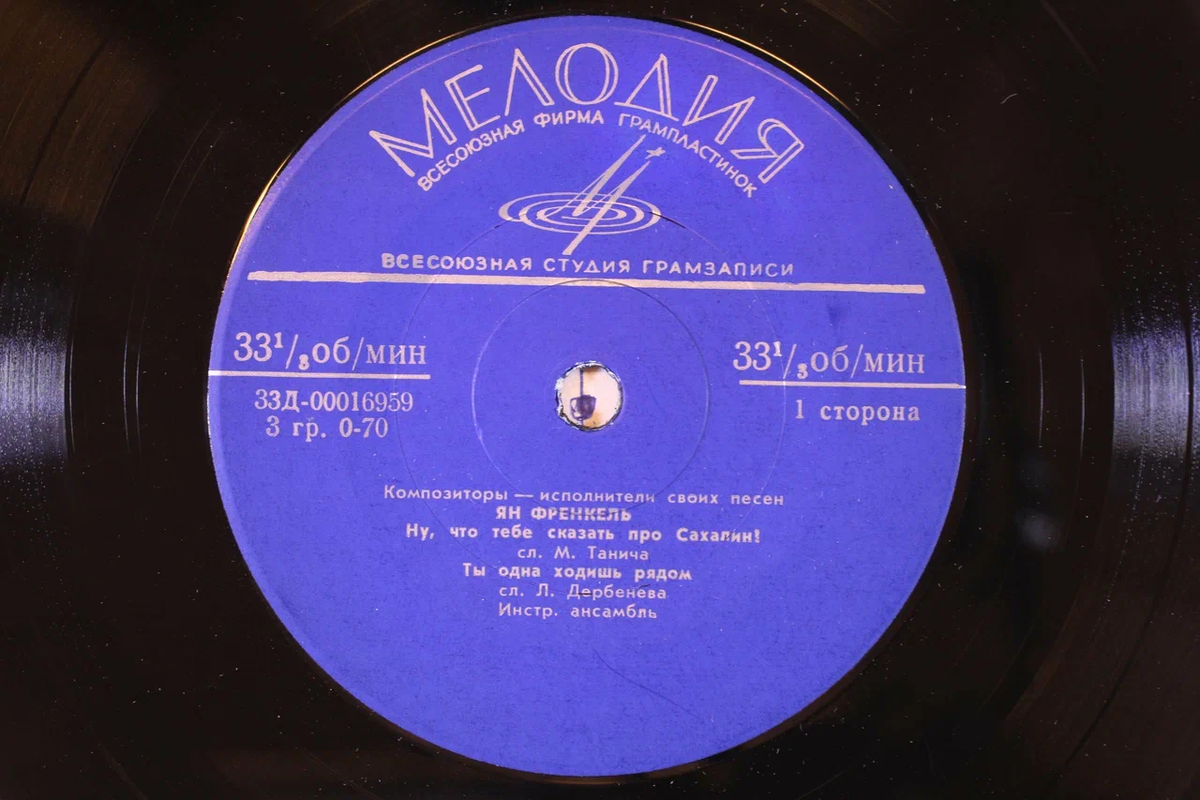 МЕЛОДИЯ
ВСЕСОЮЗНАЯ ФИРМА ГРАМПЛАСТИНОК
ВСЕСОЮЗНАЯ СТУДИЯ ГРАМЗАПИСИ
33¹/₃об/мин
33Д-00016959
3 гр. 0-70
33¹/₃об/мин
1 сторона
Композиторы — исполнители своих песен
ЯН ФРЕНКЕЛЬ
Ну, что тебе сказать про Сахалин!
сл. М. Танича
Ты одна ходишь рядом
сл. Л. Дербенева
Инстр. ансамбль